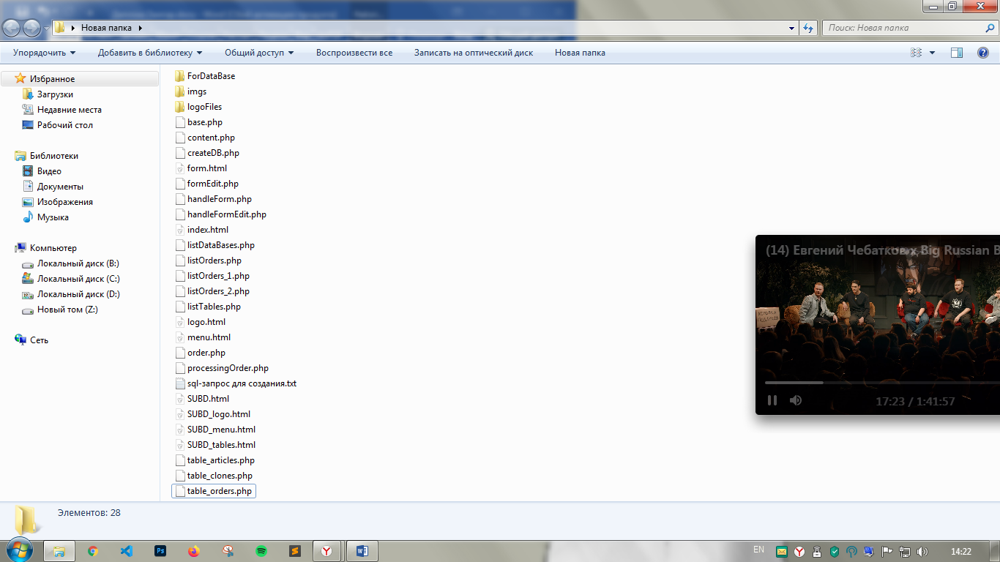 Новая папка
Поиск: Новая папка
Упорядочить
Добавить в библиотеку
Общий доступ
Воспроизвести все
Записать на оптический диск
Новая папка
Избранное
Загрузки
Недавние места
Рабочий стол
Библиотеки
Видео
Документы
Изображения
Музыка
Компьютер
Локальный диск (B:)
Локальный диск (C:)
Локальный диск (D:)
Новый том (Z:)
Сеть
ForDataBase
imgs
logoFiles
base.php
content.php
createDB.php
form.html
formEdit.php
handleForm.php
handleFormEdit.php
index.html
listDataBases.php
listOrders.php
listOrders_1.php
listOrders_2.php
listTables.php
logo.html
menu.html
order.php
processingOrder.php
sql-запрос для создания.txt
SUBD.html
SUBD_logo.html
SUBD_menu.html
SUBD_tables.html
table_articles.php
table_clones.php
table_orders.php
(14) Евгений Чебатков x Big Russian B
17:23 / 1:41:57
Элементов: 28
EN
14:22